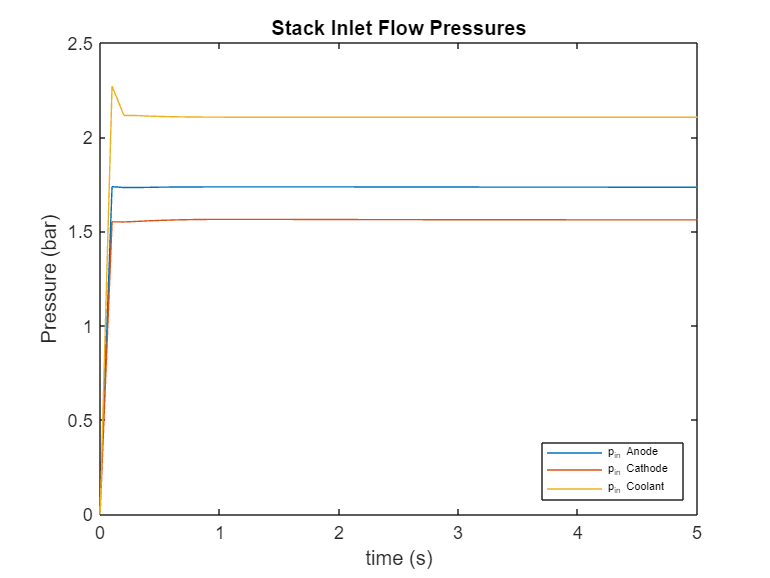 Stack Inlet Flow Pressures
2.5
2
1.5
1
0.5
0
Pressure (bar)
0 1 2 3 4 5
time (s)
p_in Anode
p_in Cathode
p_in Coolant